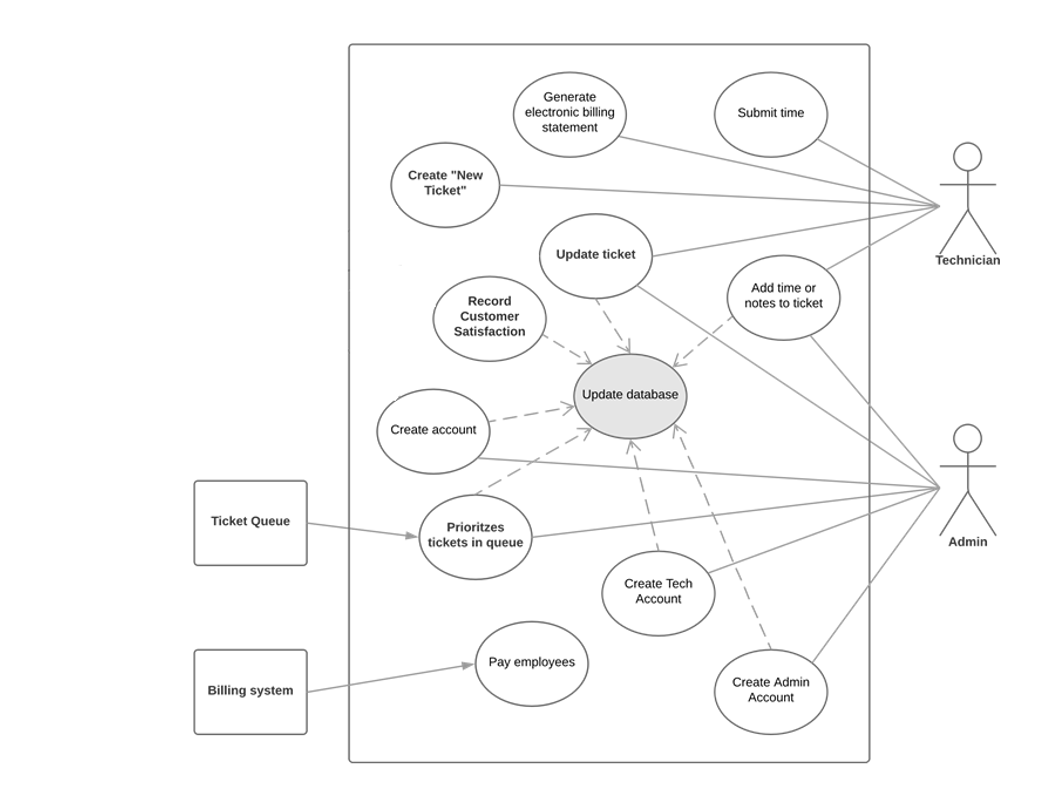 Generate
electronic billing
statement
Submit time
Create "New
Ticket"
Update ticket
Technician
Add time or
notes to ticket
Record
Customer
Satisfaction
Update database
Create account
Ticket Queue
Prioritzes
tickets in queue
Admin
Create Tech
Account
Pay employees
Billing system
Create Admin
Account